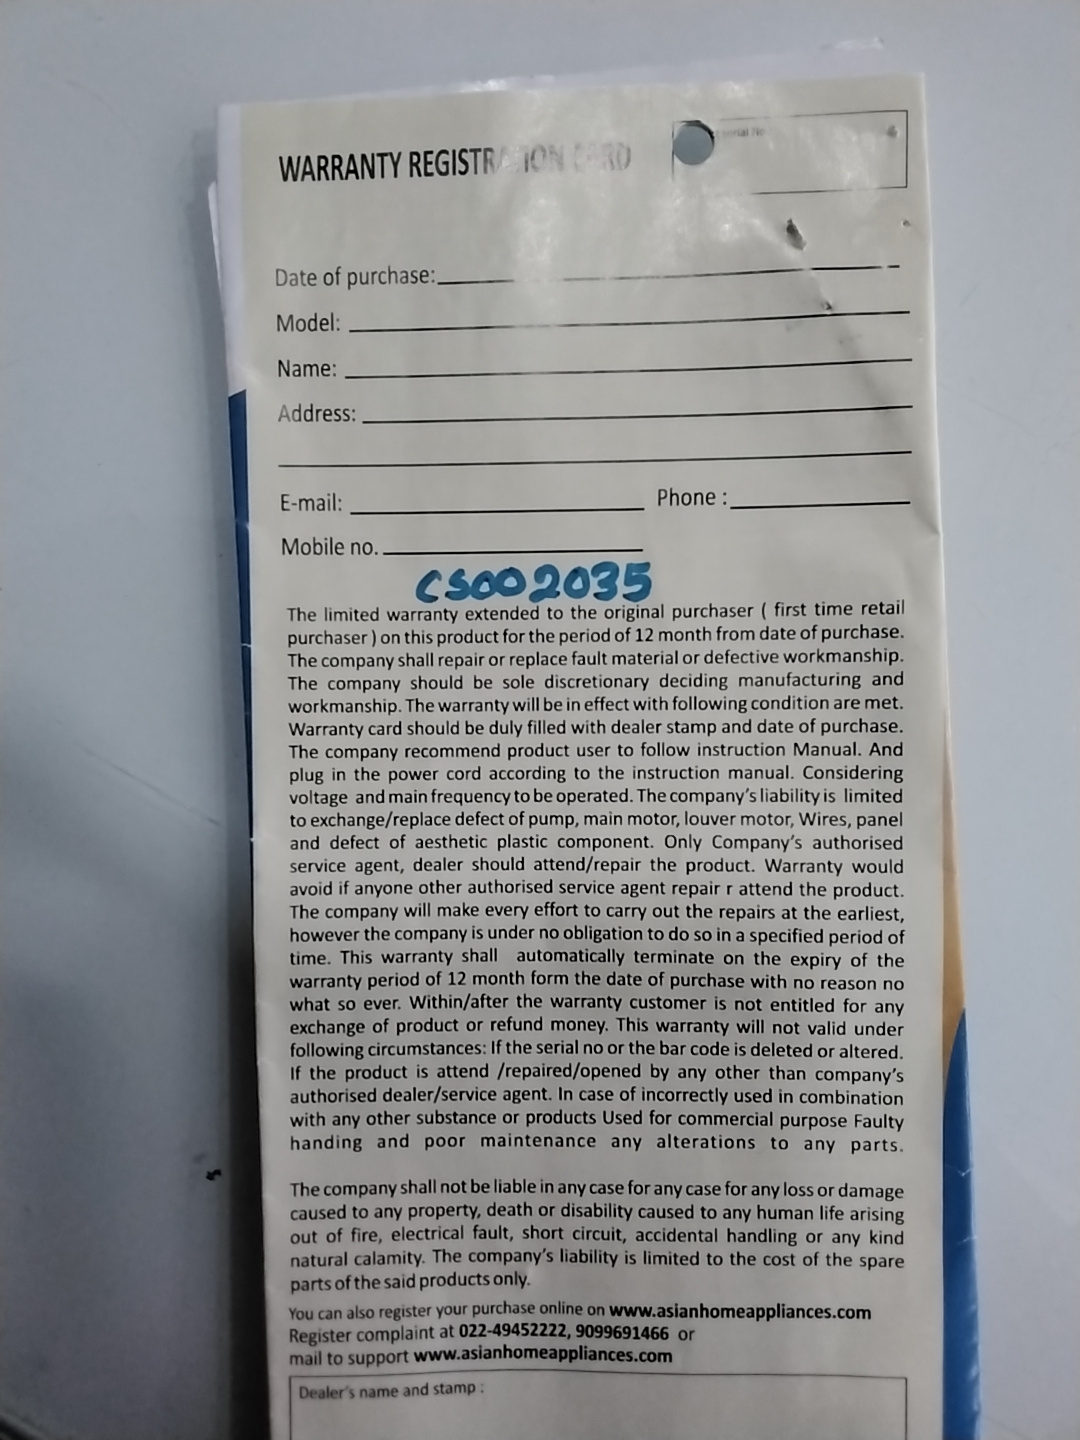 WARRANTY REGISTRATION CARD
Serial No
Date of purchase:
Model:
Name:
Address:
E-mail: Phone :
Mobile no.
CS002035
The limited warranty extended to the original purchaser ( first time retail
purchaser ) on this product for the period of 12 month from date of purchase.
The company shall repair or replace fault material or defective workmanship.
The company should be sole discretionary deciding manufacturing and
workmanship. The warranty will be in effect with following condition are met.
Warranty card should be duly filled with dealer stamp and date of purchase.
The company recommend product user to follow instruction Manual. And
plug in the power cord according to the instruction manual. Considering
voltage and main frequency to be operated. The company's liability is limited
to exchange/replace defect of pump, main motor, louver motor, Wires, panel
and defect of aesthetic plastic component. Only Company's authorised
service agent, dealer should attend/repair the product. Warranty would
avoid if anyone other authorised service agent repair r attend the product.
The company will make every effort to carry out the repairs at the earliest,
however the company is under no obligation to do so in a specified period of
time. This warranty shall automatically terminate on the expiry of the
warranty period of 12 month form the date of purchase with no reason no
what so ever. Within/after the warranty customer is not entitled for any
exchange of product or refund money. This warranty will not valid under
following circumstances: If the serial no or the bar code is deleted or altered.
If the product is attend /repaired/opened by any other than company's
authorised dealer/service agent. In case of incorrectly used in combination
with any other substance or products Used for commercial purpose Faulty
handing and poor maintenance any alterations to any parts.
The company shall not be liable in any case for any case for any loss or damage
caused to any property, death or disability caused to any human life arising
out of fire, electrical fault, short circuit, accidental handling or any kind
natural calamity. The company's liability is limited to the cost of the spare
parts of the said products only.
You can also register your purchase online on www.asianhomeappliances.com
Register complaint at 022-49452222, 9099691466 or
mail to support www.asianhomeappliances.com
Dealer's name and stamp :